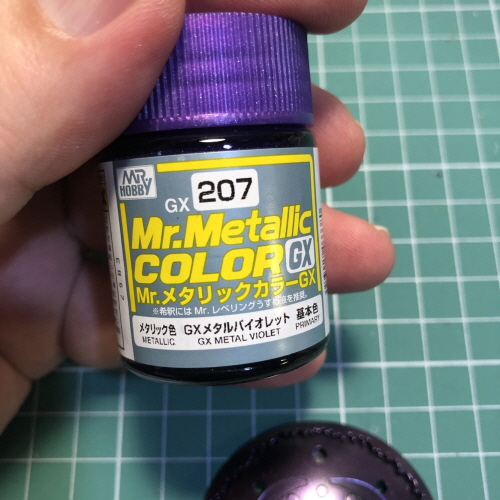 MR
HOBBY
GX 207
Mr.Metallic
COLOR GX
Mr.メタリックカラーGX
※希釈には Mr. レベリングうすめ液を推奨。
メタリック色 GXメタルバイオレット 基本色
METALLIC GX METAL VIOLET PRIMARY